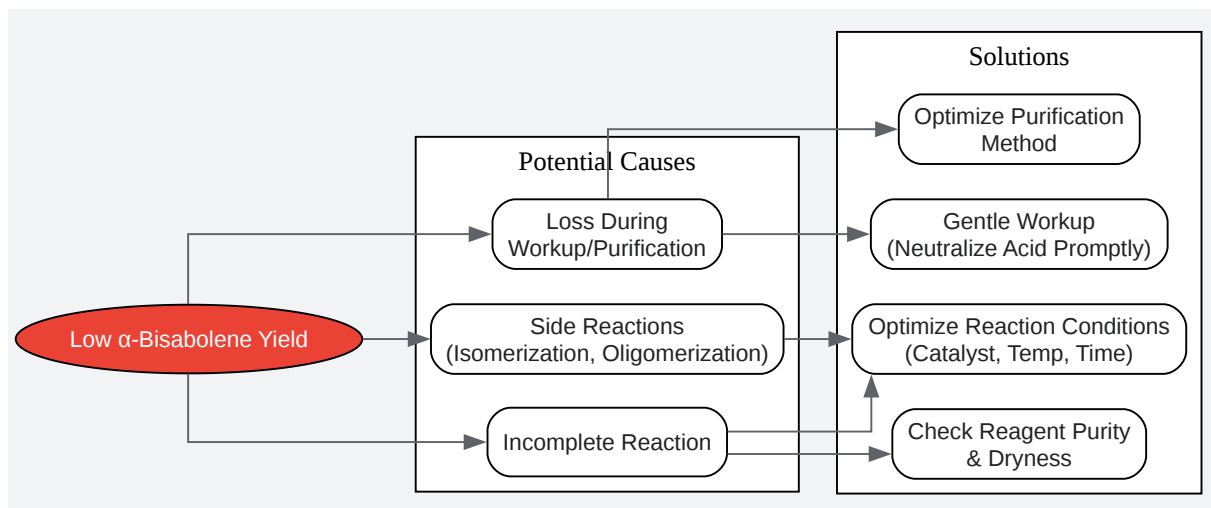 Low α-Bisabolene Yield
Potential Causes
Loss During
Workup/Purification
Side Reactions
(Isomerization, Oligomerization)
Incomplete Reaction
Solutions
Optimize Purification
Method
Gentle Workup
(Neutralize Acid Promptly)
Optimize Reaction Conditions
(Catalyst, Temp, Time)
Check Reagent Purity
& Dryness